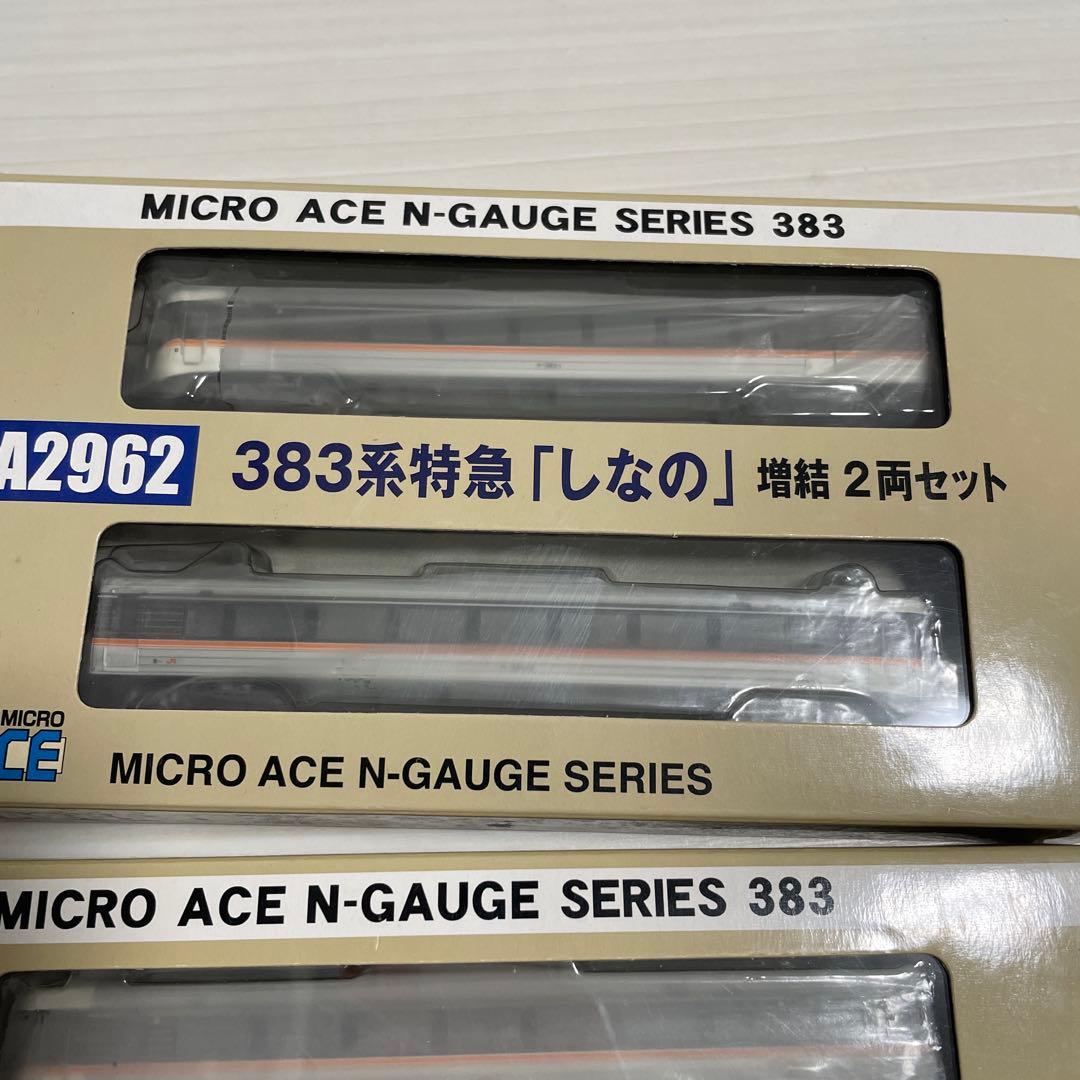 MICRO ACE N-GAUGE SERIES 383
A2962
383系特急「しなの」 増結 2両セット
MICRO
ACE
MICRO ACE N-GAUGE SERIES
MICRO ACE N-GAUGE SERIES 383